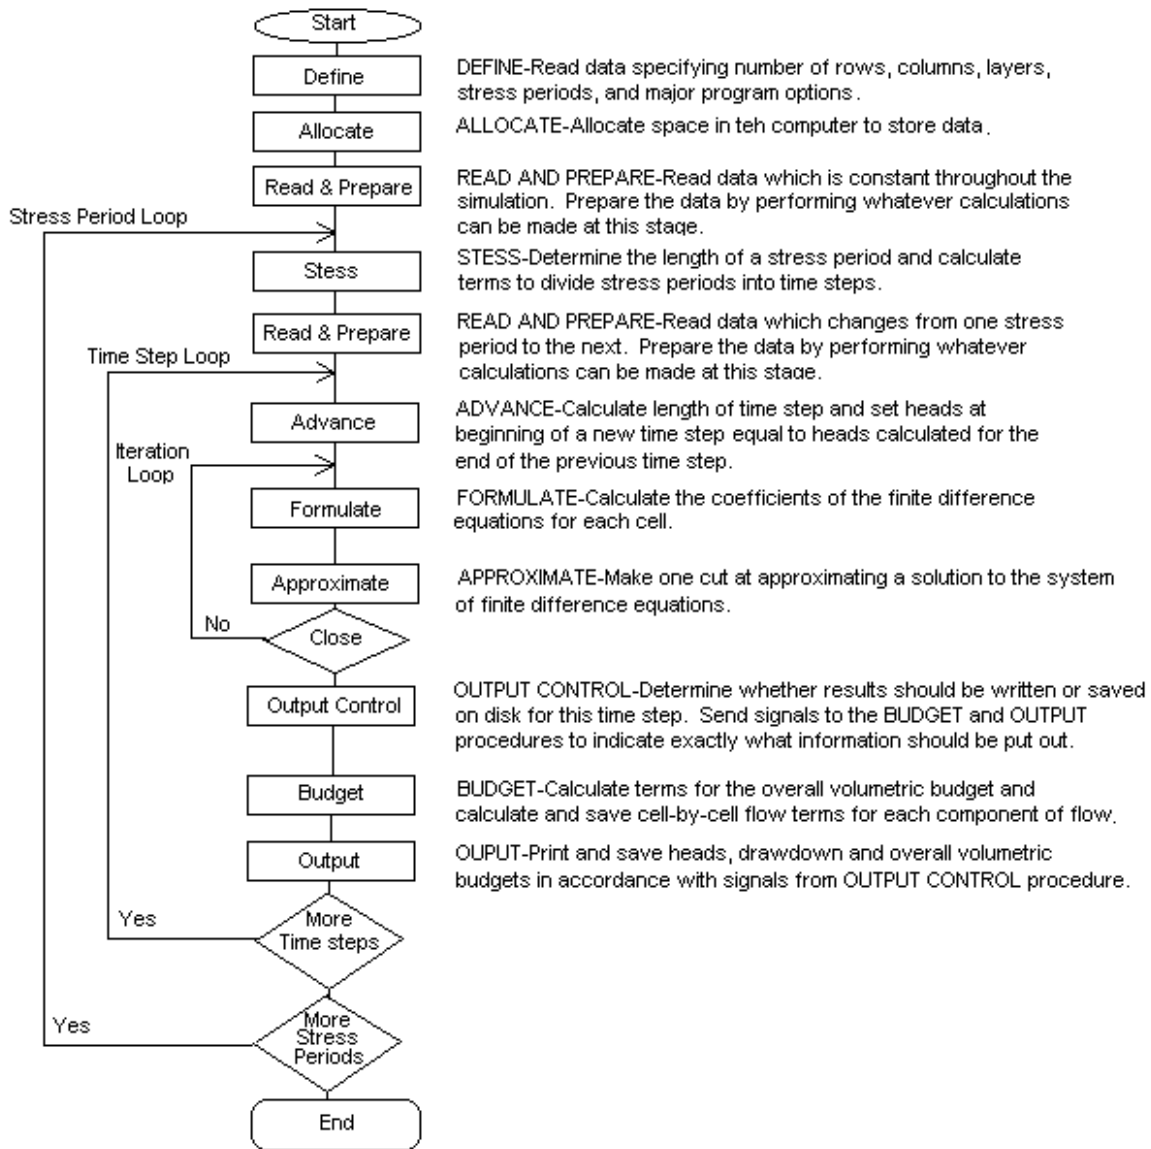 Start
Define
DEFINE-Read data specifying number of rows, columns, layers,
stress periods, and major program options.
Allocate
ALLOCATE-Allocate space in teh computer to store data.
Read & Prepare
READ AND PREPARE-Read data which is constant throughout the
simulation. Prepare the data by performing whatever calculations
can be made at this stage.
Stress Period Loop
Stess
STESS-Determine the length of a stress period and calculate
terms to divide stress periods into time steps.
Read & Prepare
READ AND PREPARE-Read data which changes from one stress
period to the next. Prepare the data by performing whatever
calculations can be made at this stage.
Time Step Loop
Advance
ADVANCE-Calculate length of time step and set heads at
beginning of a new time step equal to heads calculated for the
end of the previous time step.
Iteration
Loop
Formulate
FORMULATE-Calculate the coefficients of the finite difference
equations for each cell.
Approximate
APPROXIMATE-Make one cut at approximating a solution to the system
of finite difference equations.
No
Close
Output Control
OUTPUT CONTROL-Determine whether results should be written or saved
on disk for this time step. Send signals to the BUDGET and OUTPUT
procedures to indicate exactly what information should be put out.
Budget
BUDGET-Calculate terms for the overall volumetric budget and
calculate and save cell-by-cell flow terms for each component of flow.
Output
OUPUT-Print and save heads, drawdown and overall volumetric
budgets in accordance with signals from OUTPUT CONTROL procedure.
Yes
More
Time steps
Yes
More
Stress
Periods
End